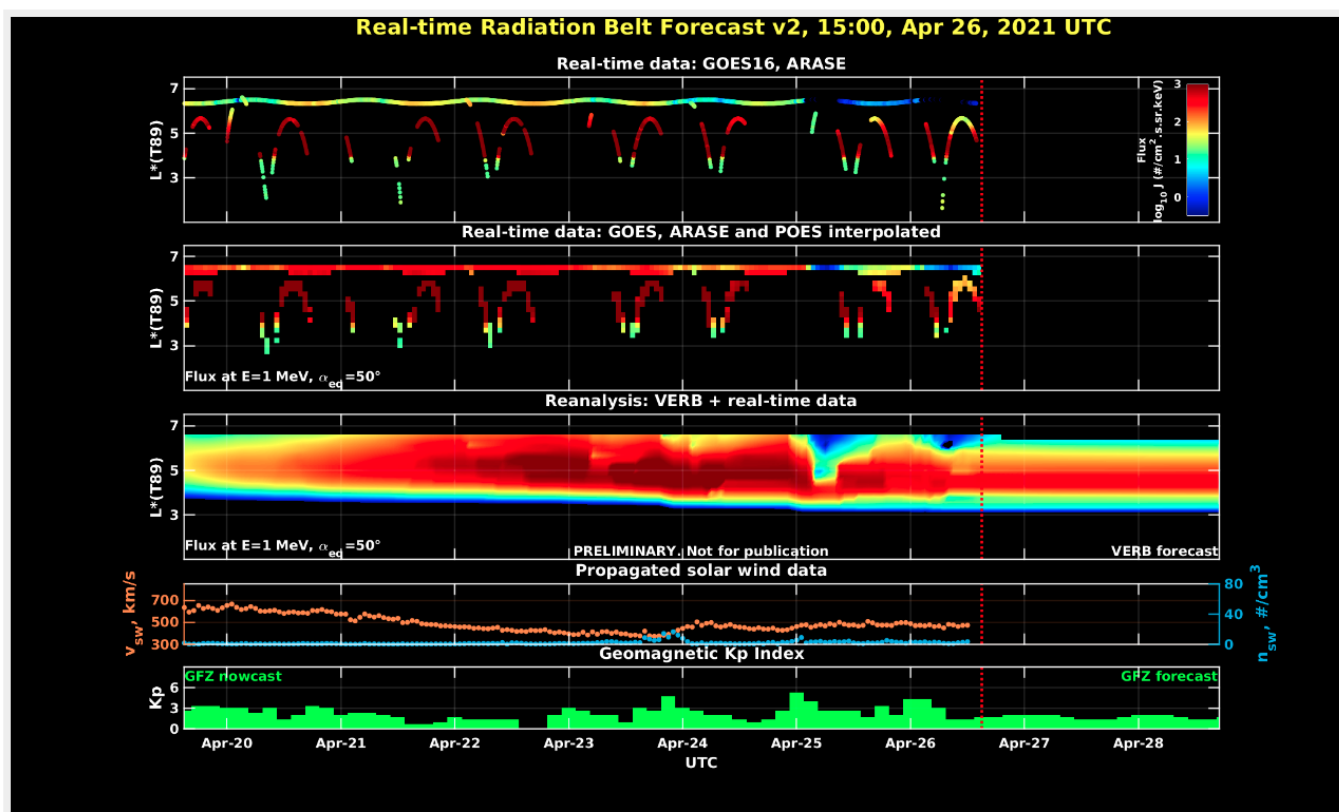 Real-time Radiation Belt Forecast v2, 15:00, Apr 26, 2021 UTC
Real-time data: GOES16, ARASE
7
5
3
L*(T89)
3
2
1
0
Flux
log10 J (#/cm2.s.sr.keV)
Real-time data: GOES, ARASE and POES interpolated
7
5
3
L*(T89)
Flux at E=1 MeV, αeq=50°
Reanalysis: VERB + real-time data
7
5
3
L*(T89)
Flux at E=1 MeV, αeq=50°
PRELIMINARY. Not for publication
VERB forecast
Propagated solar wind data
700
500
300
vsw, km/s
80
40
0
nsw, #/cm3
Geomagnetic Kp Index
GFZ nowcast
GFZ forecast
6
3
0
Kp
Apr-20 Apr-21 Apr-22 Apr-23 Apr-24 Apr-25 Apr-26 Apr-27 Apr-28
UTC